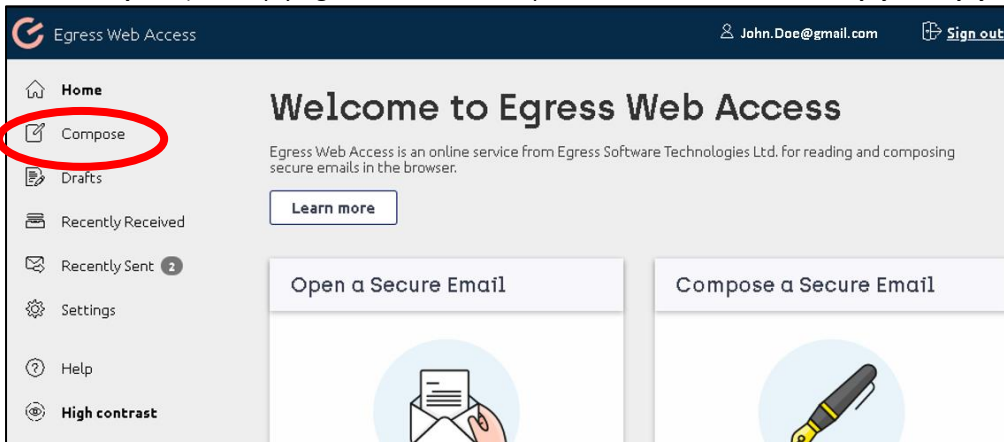 Egress Web Access
John.Doe@gmail.com
Sign out
Home
Compose
Drafts
Recently Received
Recently Sent 2
Settings
Help
High contrast
Welcome to Egress Web Access
Egress Web Access is an online service from Egress Software Technologies Ltd. for reading and composing
secure emails in the browser.
Learn more
Open a Secure Email
Compose a Secure Email